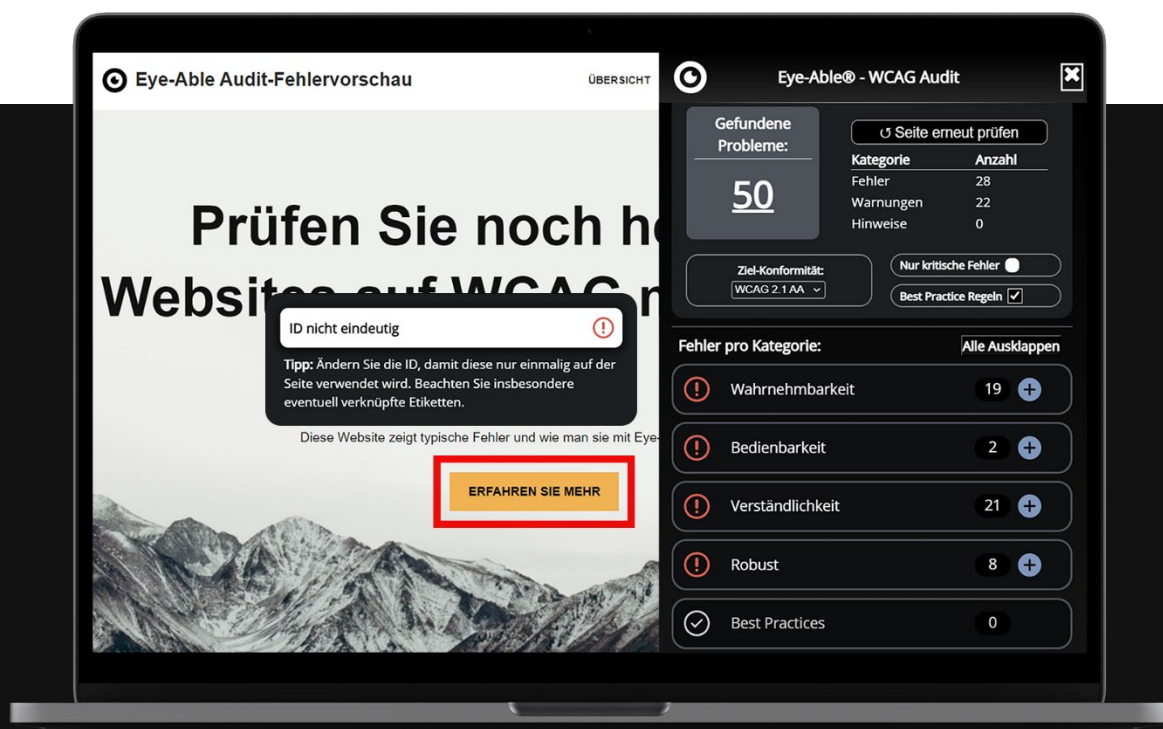 Eye-Able Audit-Fehlervorschau
ÜBERSICHT
Prüfen Sie noch
Websites auf WCAG
ID nicht eindeutig
Tipp: Ändern Sie die ID, damit diese nur einmalig auf der
Seite verwendet wird. Beachten Sie insbesondere
eventuell verknüpfte Etiketten.
Diese Website zeigt typische Fehler und wie man sie mit Eye-
ERFAHREN SIE MEHR
Eye-Able® - WCAG Audit
Gefundene
Probleme:
50
↺ Seite erneut prüfen
Kategorie Anzahl
Fehler 28
Warnungen 22
Hinweise 0
Ziel-Konformität:
WCAG 2.1 AA
Nur kritische Fehler
Best Practice Regeln
Fehler pro Kategorie:
Alle Ausklappen
Wahrnehmbarkeit 19
Bedienbarkeit 2
Verständlichkeit 21
Robust 8
Best Practices 0